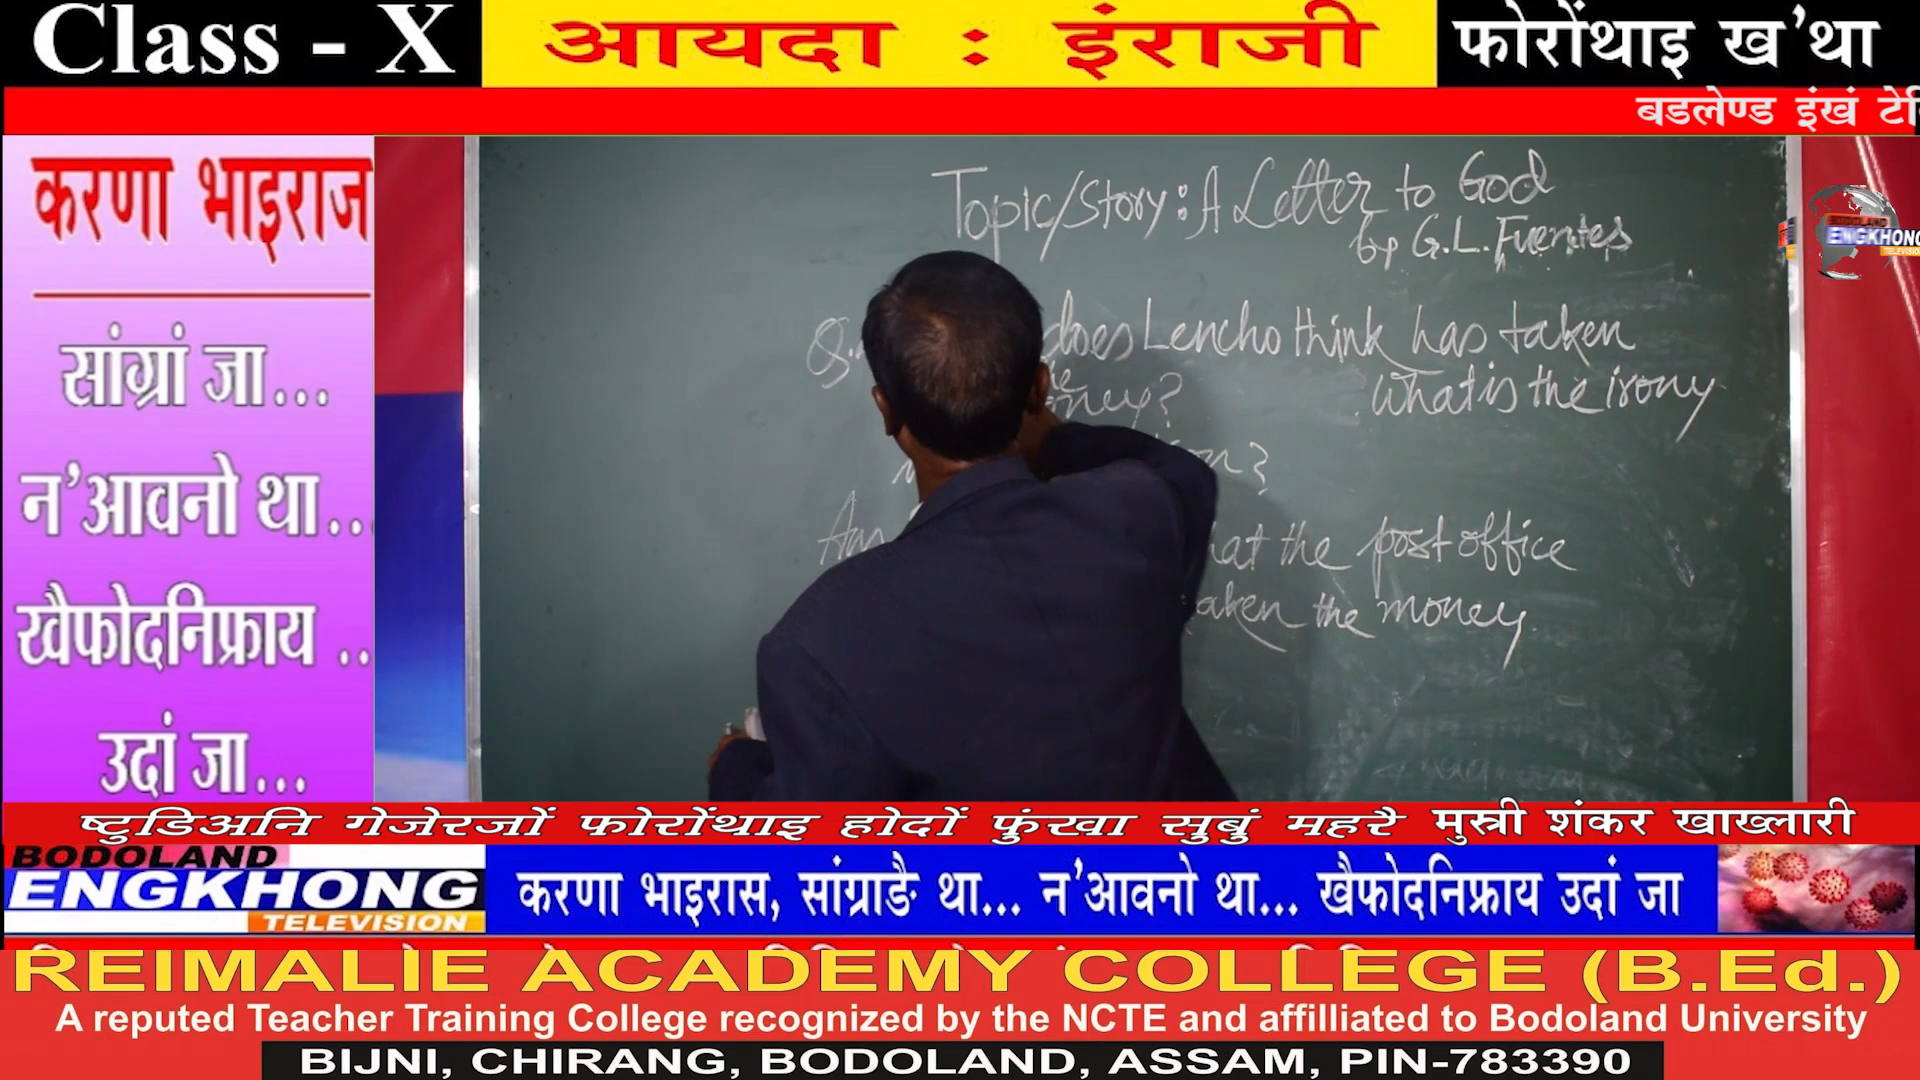 Class - X
आयदा : इंराजी
फोरोंथाइ ख'था
बडलेण्ड इंखं
करणा भाइराज
सांग्रां जा...
न'आवनो था...
खैफोदनिफ्राय ..
उदां जा...
Topic/Story : A Letter to God
by G.L. Fuentes
Q. does Lencho think has taken
money? What is the irony
?
the post office
taken the money.
ENGKHONG
TELEVISION
ष्टुडिअनि गेजेरजों फोरोंथाइ होदों फुंखा सुबुं महरै मुस्री शंकर खाख्लारी
BODOLAND
ENGKHONG
TELEVISION
करणा भाइरास, सांग्राङै था... न'आवनो था... खैफोदनिफ्राय उदां जा
REIMALIE ACADEMY COLLEGE (B.Ed.)
A reputed Teacher Training College recognized by the NCTE and affilliated to Bodoland University
BIJNI, CHIRANG, BODOLAND, ASSAM, PIN-783390